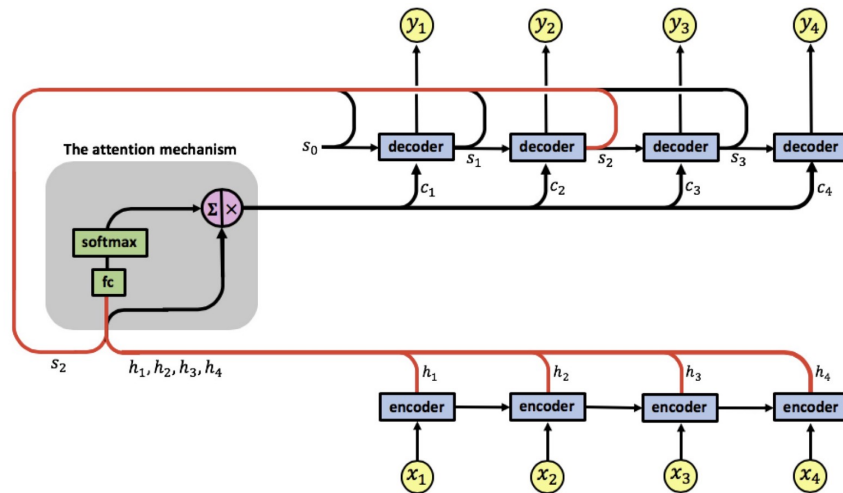 y₁ y₂ y₃ y₄
The attention mechanism
s₀ decoder s₁ decoder s₂ decoder s₃ decoder
c₁ c₂ c₃ c₄
Σ ×
softmax
fc
s₂ h₁, h₂, h₃, h₄
h₁ h₂ h₃ h₄
encoder encoder encoder encoder
x₁ x₂ x₃ x₄